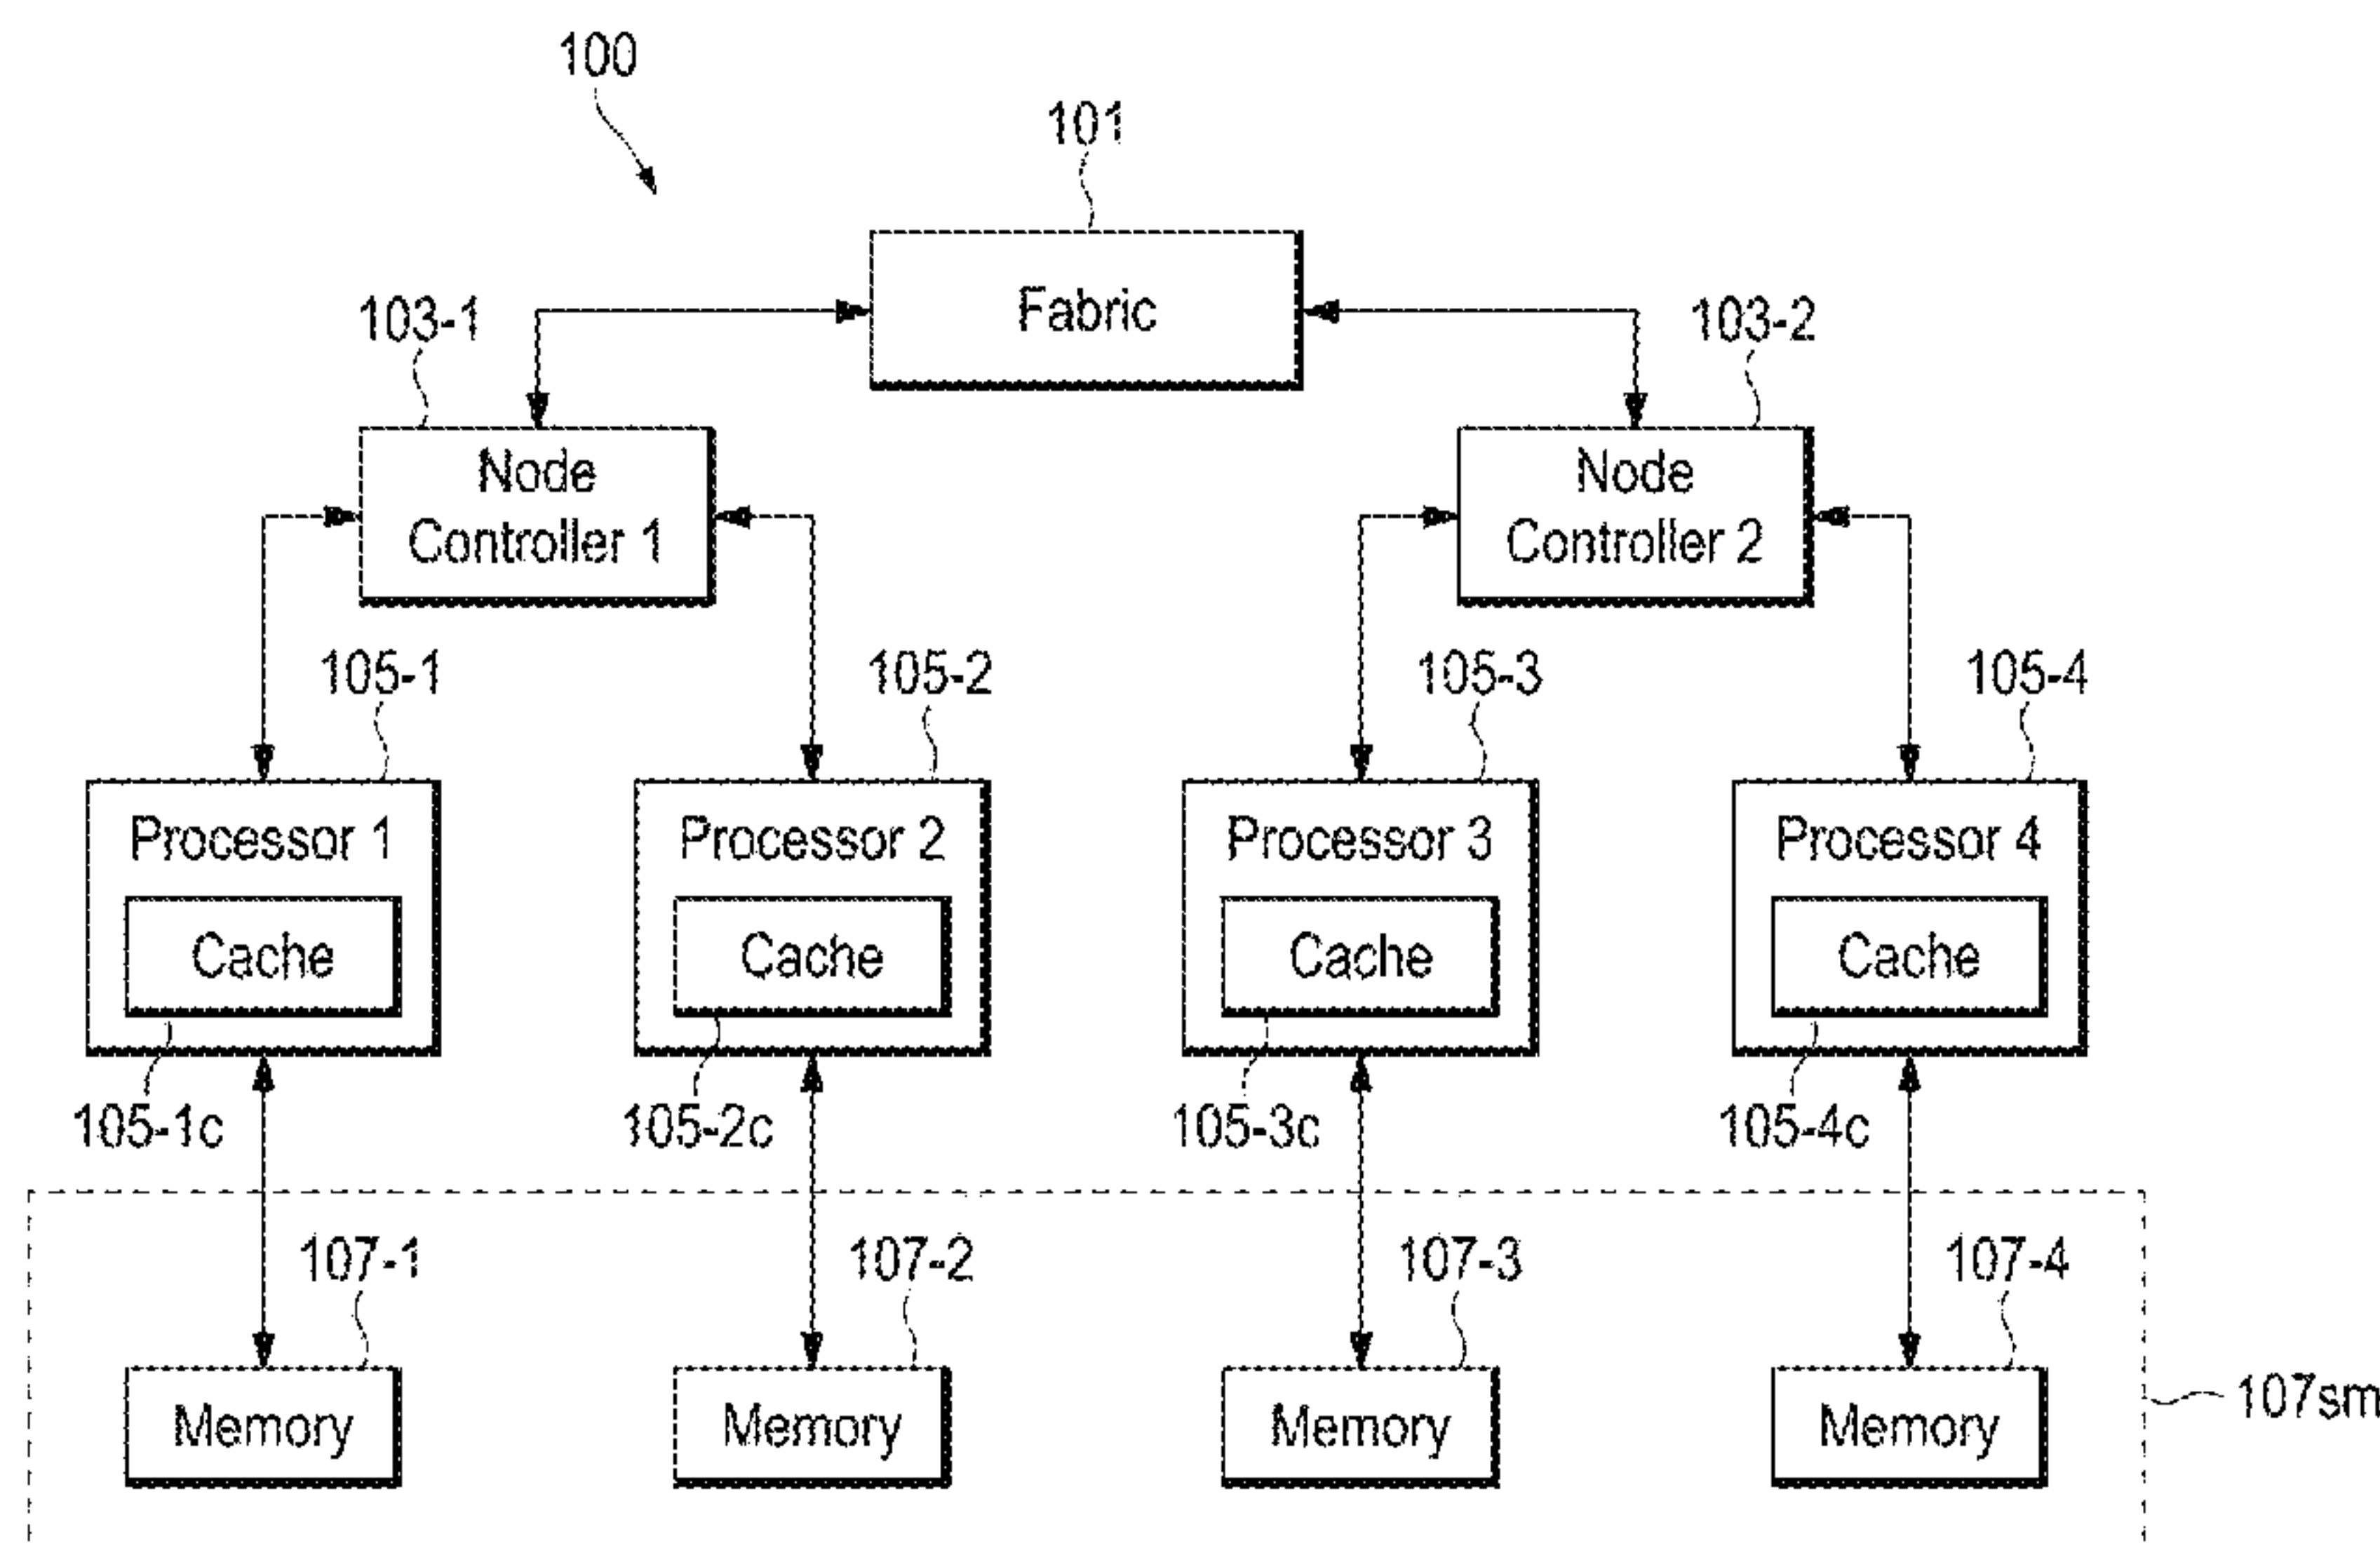 100
101
Fabric
103-1
103-2
Node
Controller 1
Node
Controller 2
105-1
105-2
105-3
105-4
Processor 1
Processor 2
Processor 3
Processor 4
Cache
Cache
Cache
Cache
105-1c
105-2c
105-3c
105-4c
107-1
107-2
107-3
107-4
107sm
Memory
Memory
Memory
Memory